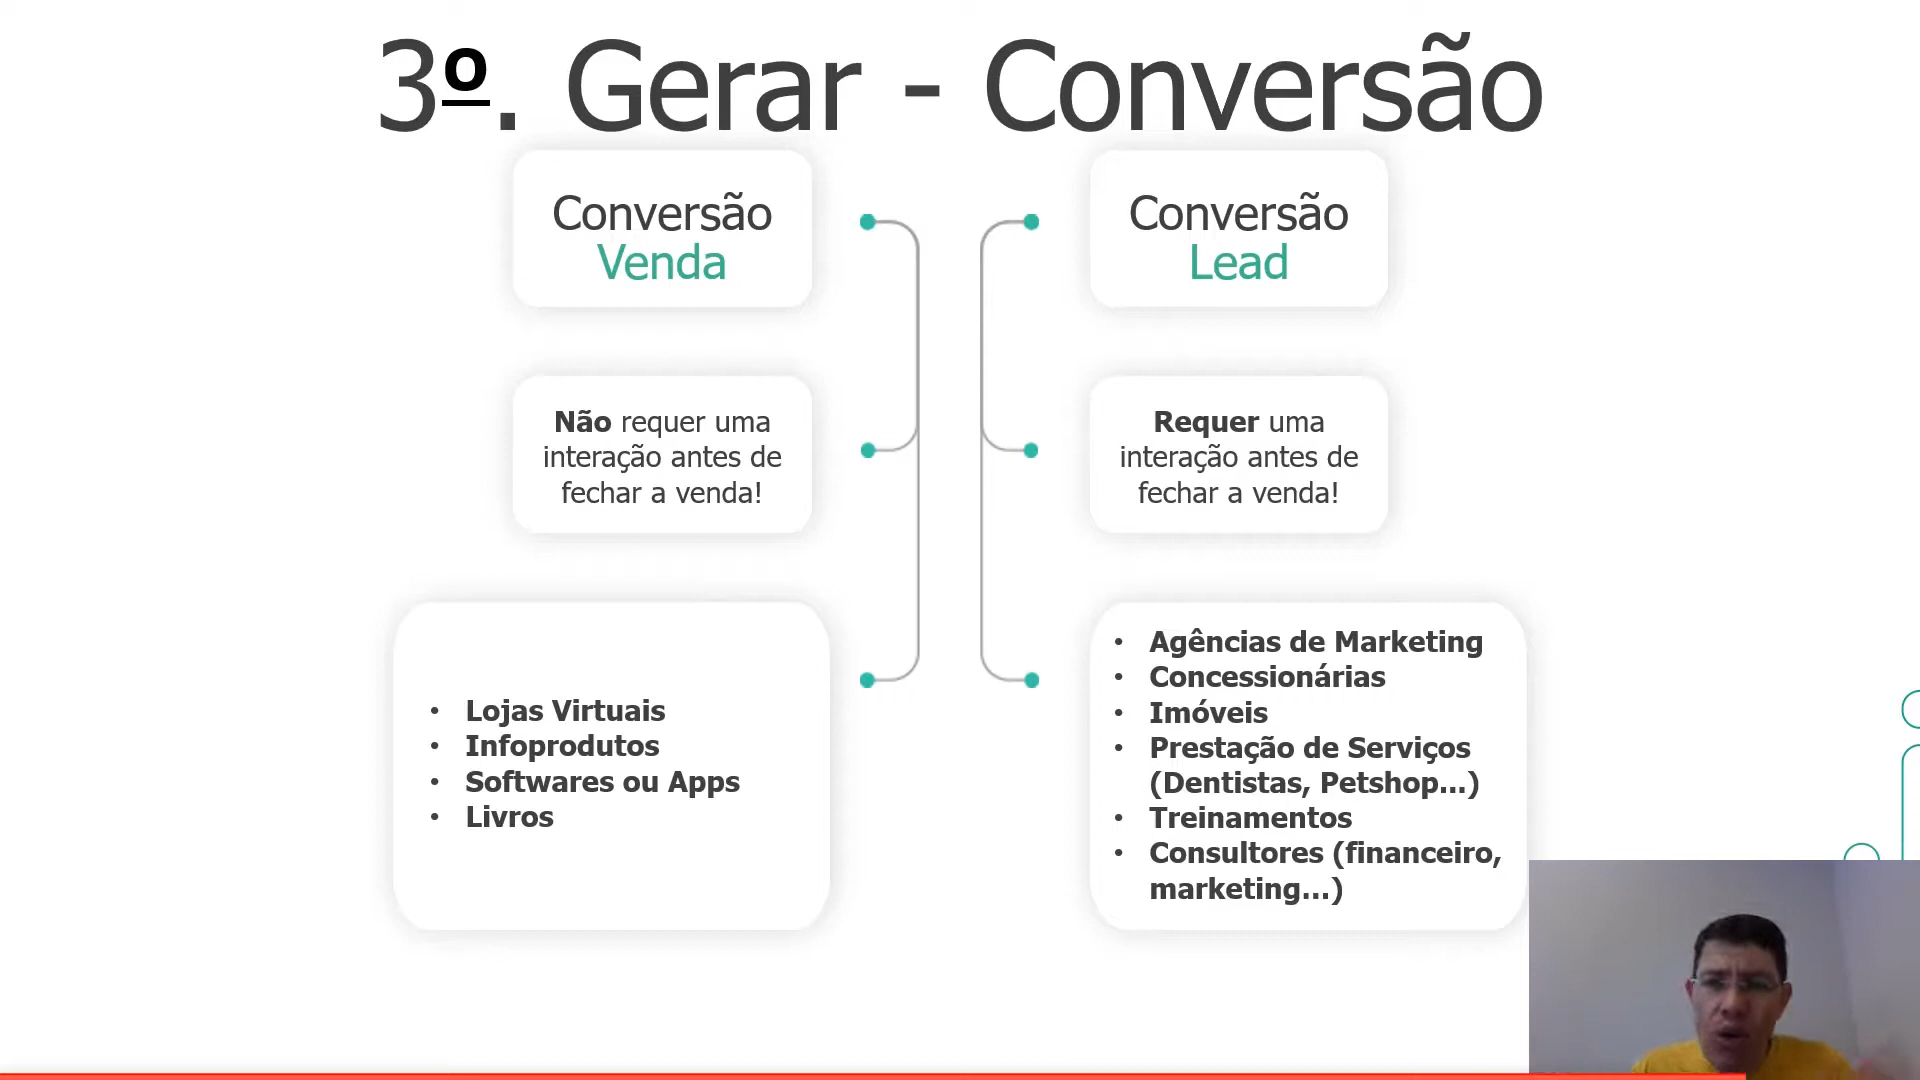 3º. Gerar - Conversão
Conversão
Venda
Não requer uma
interação antes de
fechar a venda!
• Lojas Virtuais
• Infoprodutos
• Softwares ou Apps
• Livros
Conversão
Lead
Requer uma
interação antes de
fechar a venda!
• Agências de Marketing
• Concessionárias
• Imóveis
• Prestação de Serviços
(Dentistas, Petshop...)
• Treinamentos
• Consultores (financeiro,
marketing...)